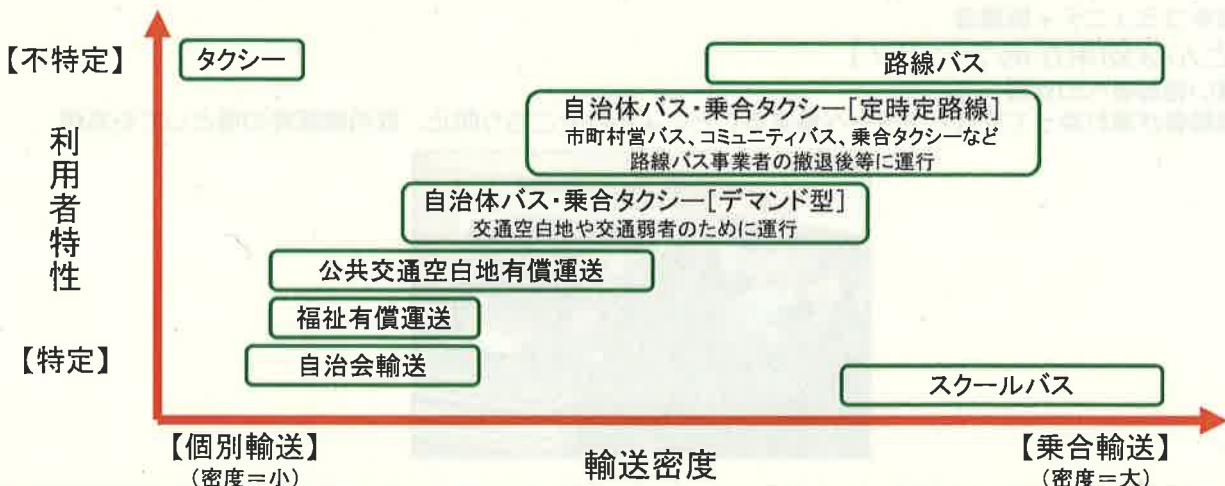 【不特定】
タクシー
路線バス
自治体バス・乗合タクシー[定時定路線]
市町村営バス、コミュニティバス、乗合タクシーなど
路線バス事業者の撤退後等に運行
利用者特性
自治体バス・乗合タクシー[デマンド型]
交通空白地や交通弱者のために運行
公共交通空白地有償運送
福祉有償運送
【特定】
自治会輸送
スクールバス
【個別輸送】
(密度=小)
輸送密度
【乗合輸送】
(密度=大)